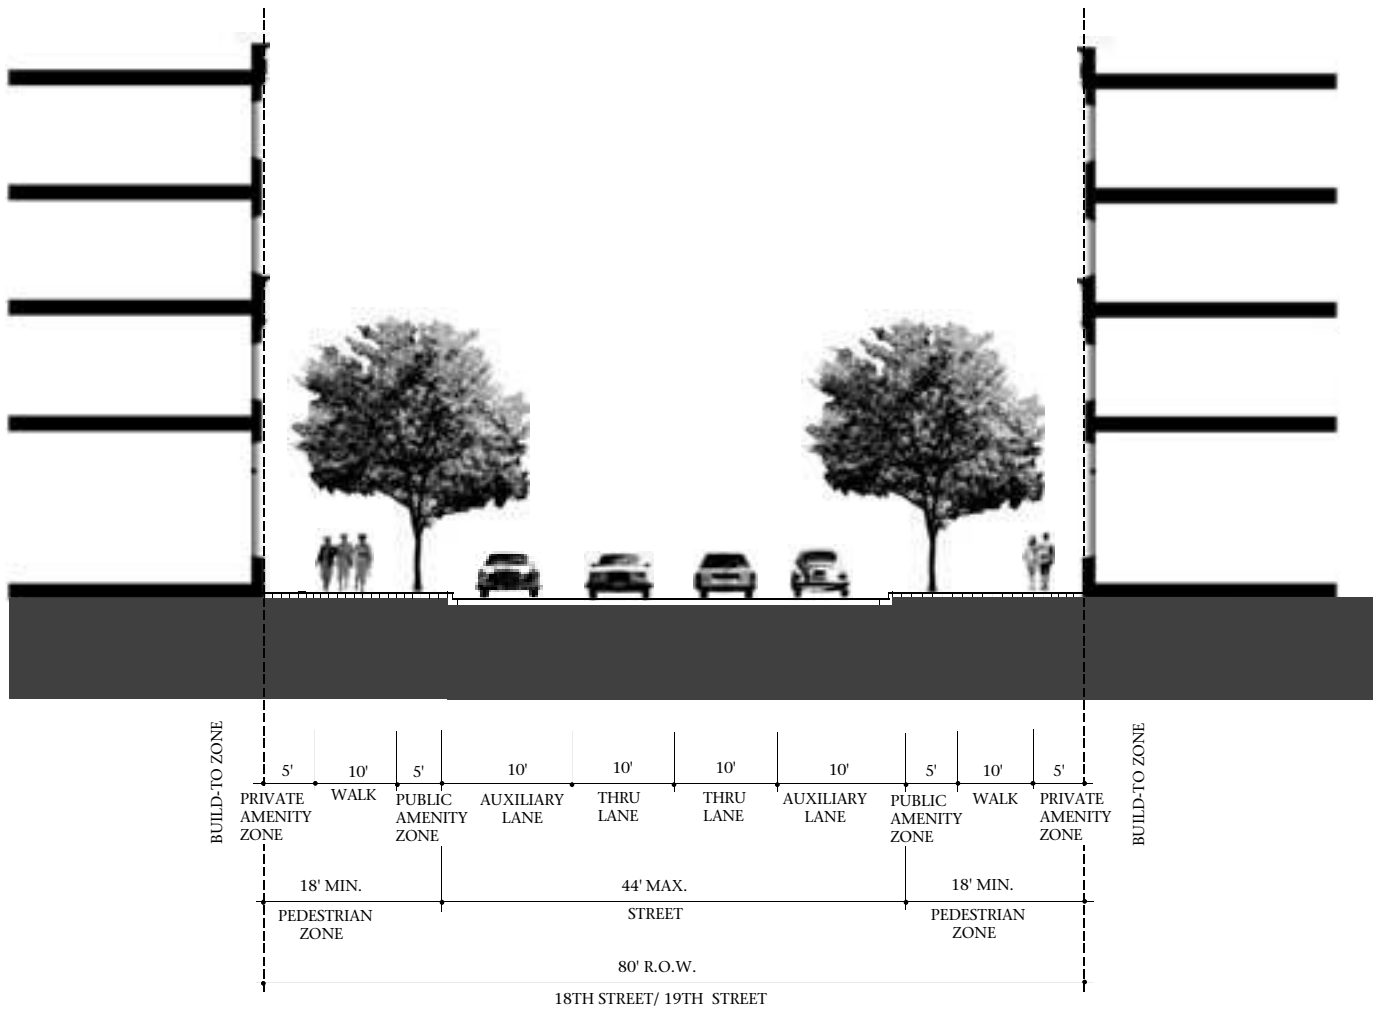 BUILD-TO ZONE
5'
10'
5'
10'
10'
10'
10'
5'
10'
5'
BUILD-TO ZONE
PRIVATE
AMENITY
ZONE
WALK
PUBLIC
AMENITY
ZONE
AUXILIARY
LANE
THRU
LANE
THRU
LANE
AUXILIARY
LANE
PUBLIC
AMENITY
ZONE
WALK
PRIVATE
AMENITY
ZONE
18' MIN.
PEDESTRIAN
ZONE
44' MAX.
STREET
18' MIN.
PEDESTRIAN
ZONE
80' R.O.W.
18TH STREET/ 19TH STREET